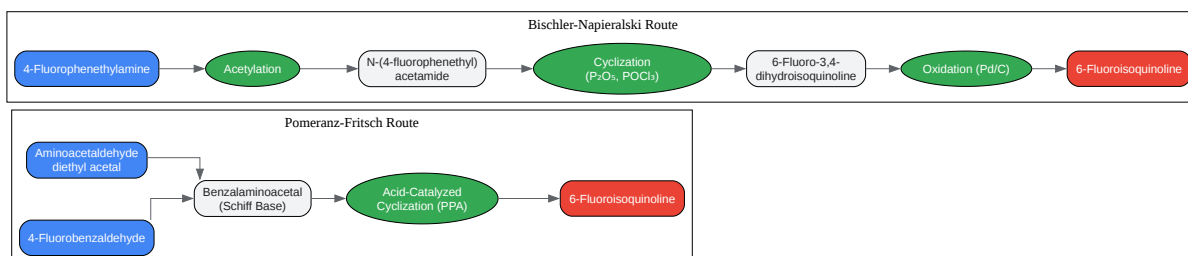 Bischler-Napieralski Route
4-Fluorophenethylamine
Acetylation
N-(4-fluorophenethyl)
acetamide
Cyclization
(P₂O₅, POCl₃)
6-Fluoro-3,4-
dihydroisoquinoline
Oxidation (Pd/C)
6-Fluoroisoquinoline
Pomeranz-Fritsch Route
Aminoacetaldehyde
diethyl acetal
4-Fluorobenzaldehyde
Benzalaminoacetal
(Schiff Base)
Acid-Catalyzed
Cyclization (PPA)
6-Fluoroisoquinoline